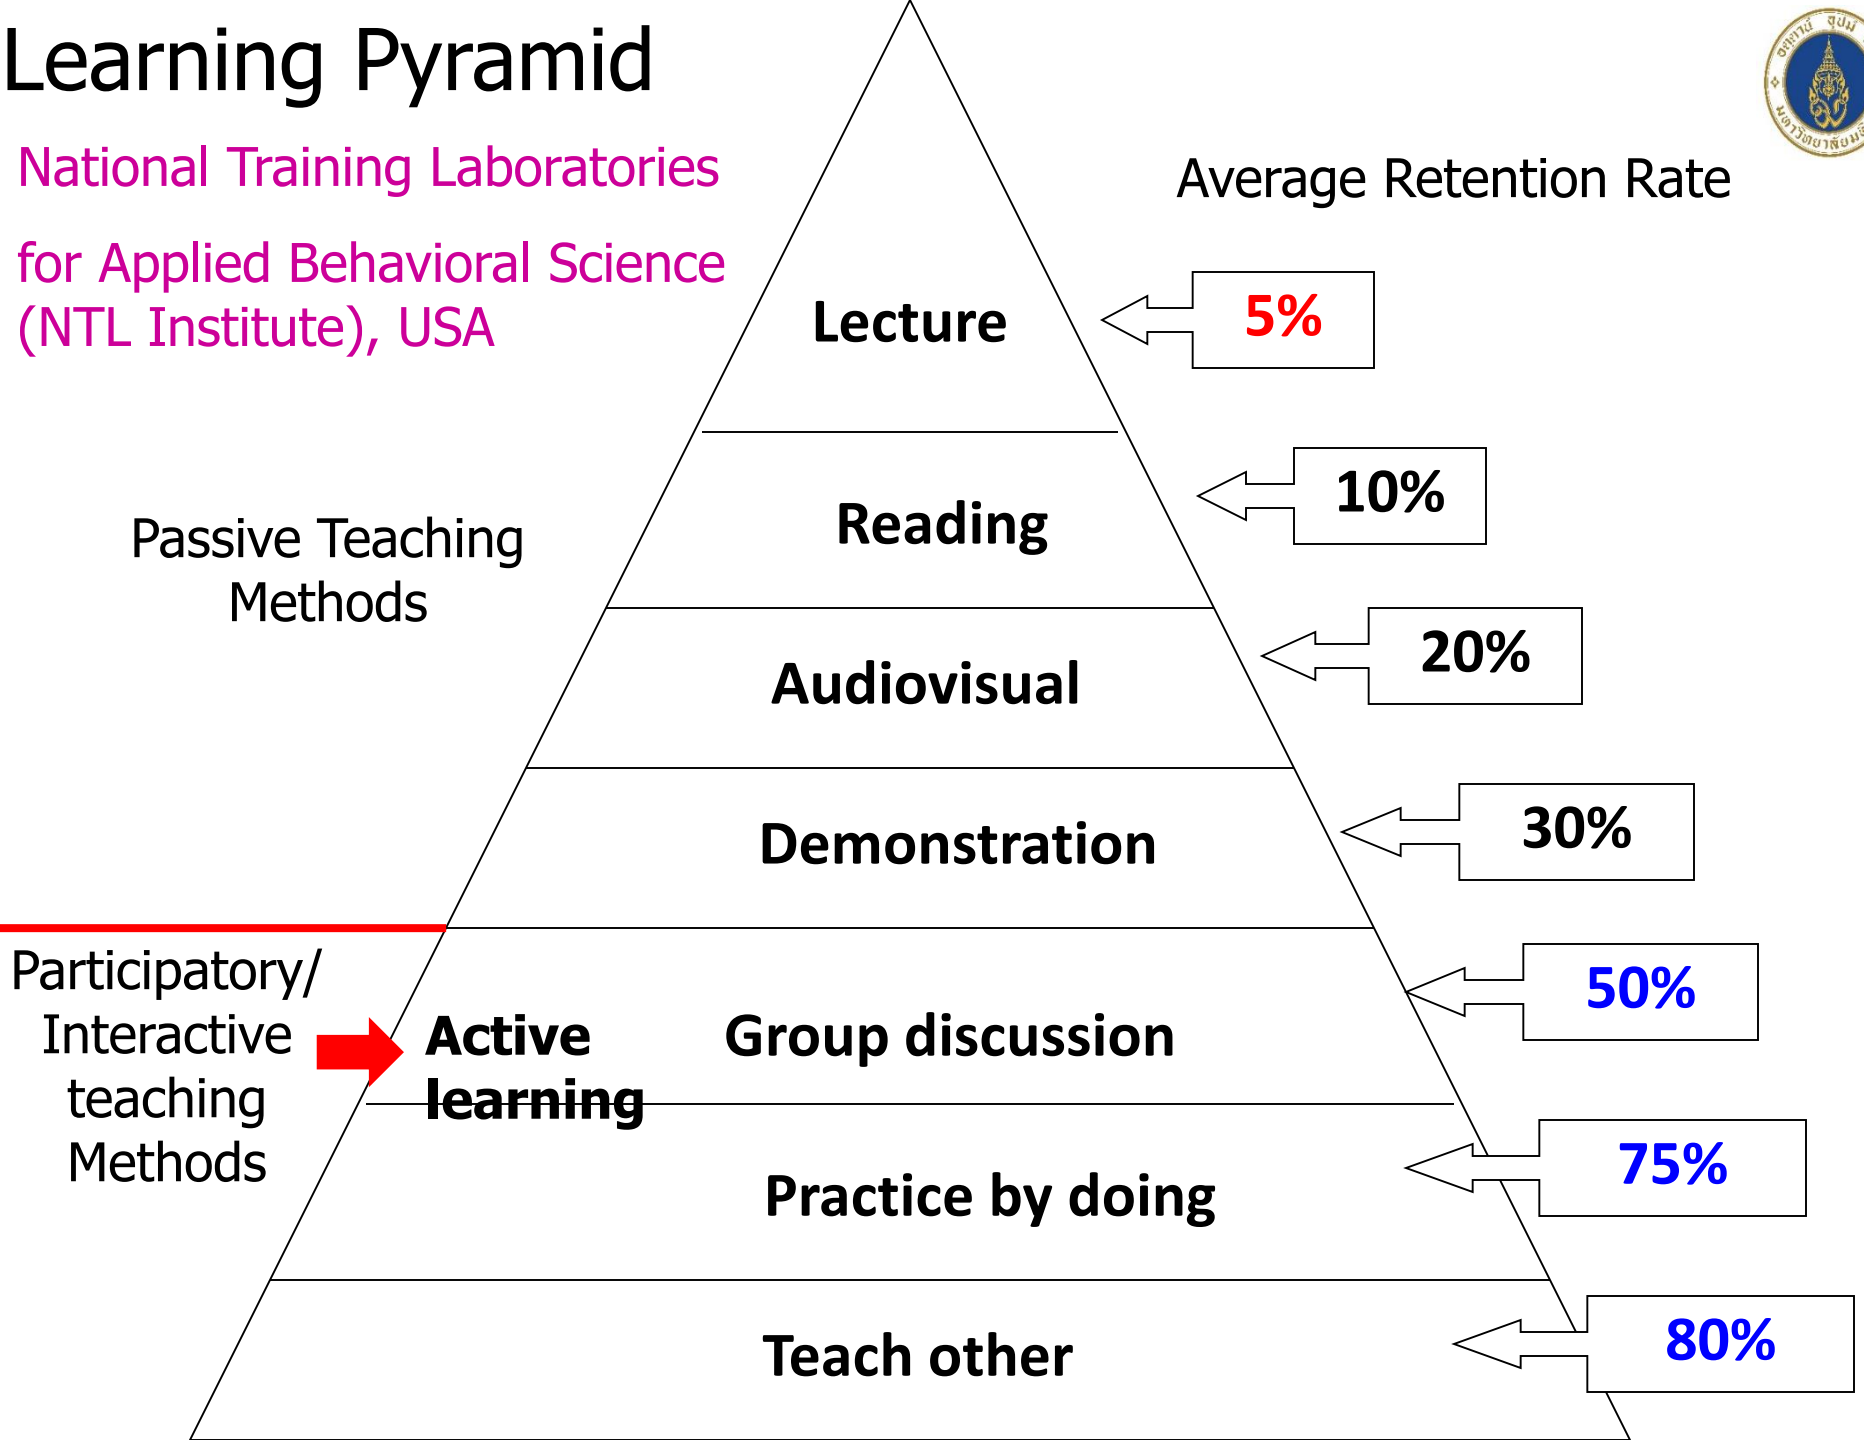 Learning Pyramid
National Training Laboratories
for Applied Behavioral Science
(NTL Institute), USA
Average Retention Rate
Lecture
5%
Reading
10%
Passive Teaching
Methods
Audiovisual
20%
Demonstration
30%
Participatory/
Interactive
teaching
Methods
Active
learning
Group discussion
50%
Practice by doing
75%
Teach other
80%